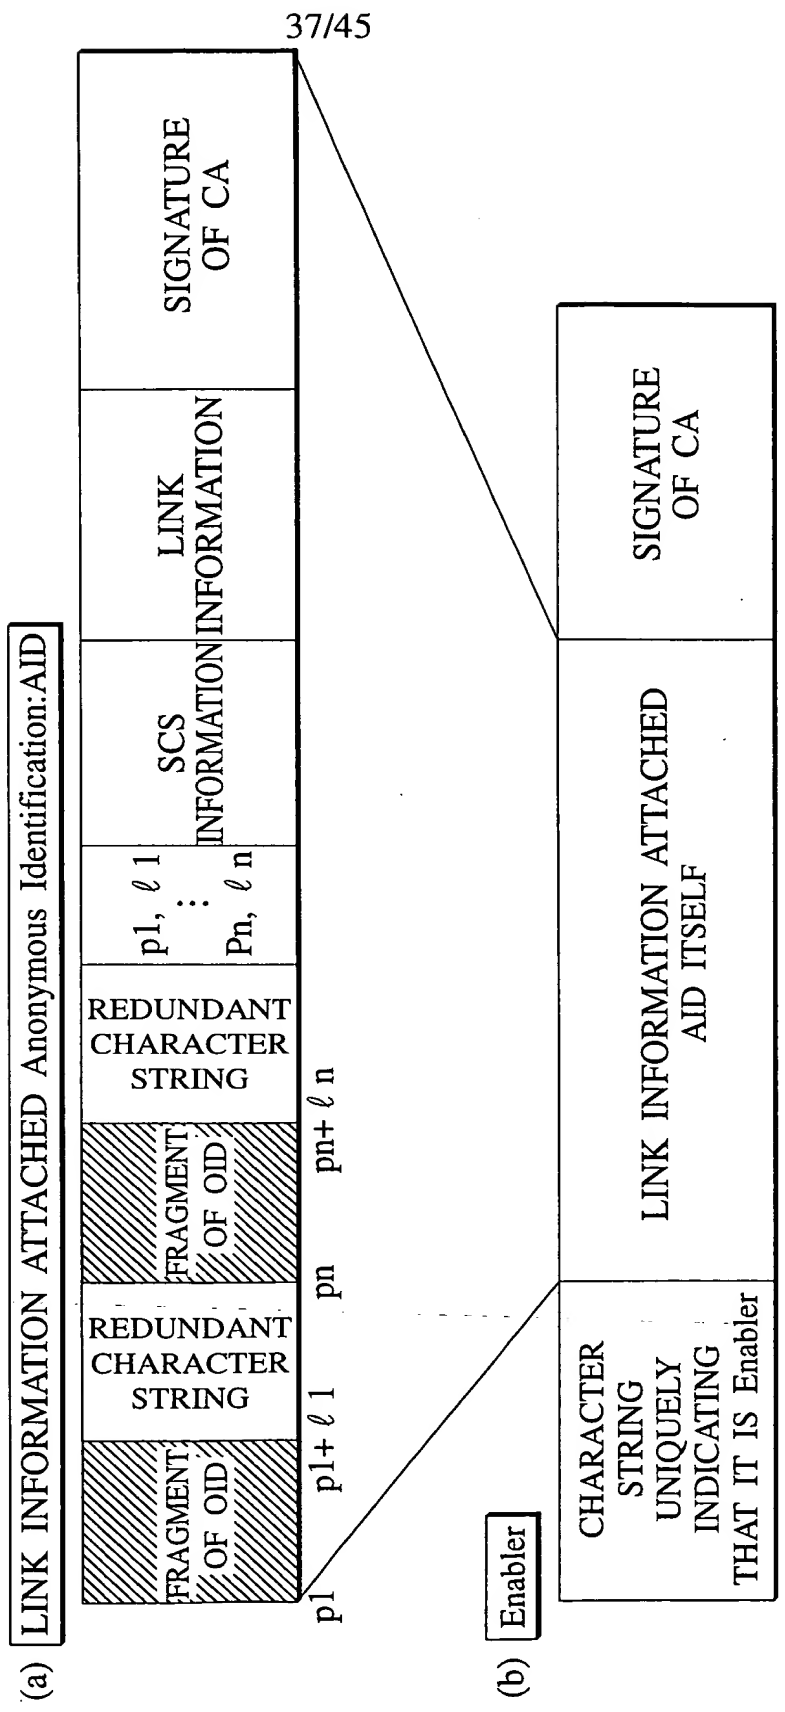 37/45
(a) LINK INFORMATION ATTACHED Anonymous Identification:AID
FRAGMENT
OF OID
REDUNDANT
CHARACTER
STRING
FRAGMENT
OF OID
REDUNDANT
CHARACTER
STRING
p1, ℓ 1
⋮
Pn, ℓ n
SCS
INFORMATION
LINK
INFORMATION
SIGNATURE
OF CA
p1
p1+ ℓ 1
pn
pn+ ℓ n
(b) Enabler
CHARACTER
STRING
UNIQUELY
INDICATING
THAT IT IS Enabler
LINK INFORMATION ATTACHED
AID ITSELF
SIGNATURE
OF CA